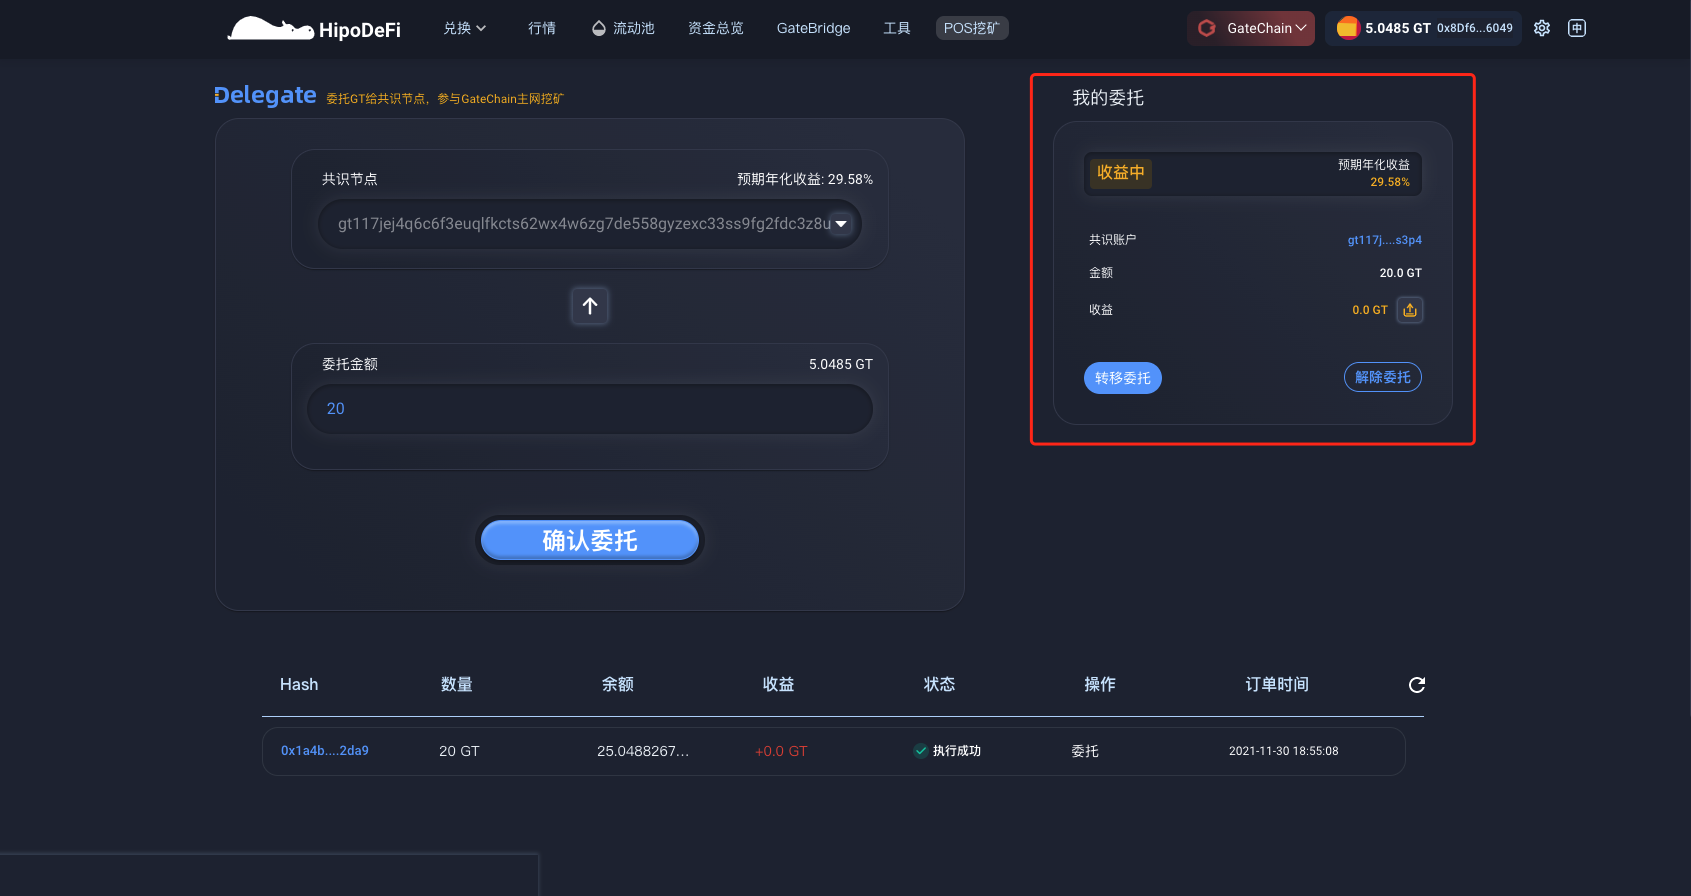 HipoDeFi
兑换
行情
流动池
资金总览
GateBridge
工具
POS挖矿
GateChain
5.0485 GT 0x8Df6...6049
中
Delegate 委托GT给共识节点，参与GateChain主网挖矿
共识节点
预期年化收益: 29.58%
gt117jej4q6c6f3euqlfkcts62wx4w6zg7de558gyzexc33ss9fg2fdc3z8u
委托金额
5.0485 GT
20
确认委托
我的委托
收益中
预期年化收益
29.58%
共识账户
gt117j....s3p4
金额
20.0 GT
收益
0.0 GT
转移委托
解除委托
Hash 数量 余额 收益 状态 操作 订单时间
0x1a4b....2da9 20 GT 25.0488267... +0.0 GT 执行成功 委托 2021-11-30 18:55:08